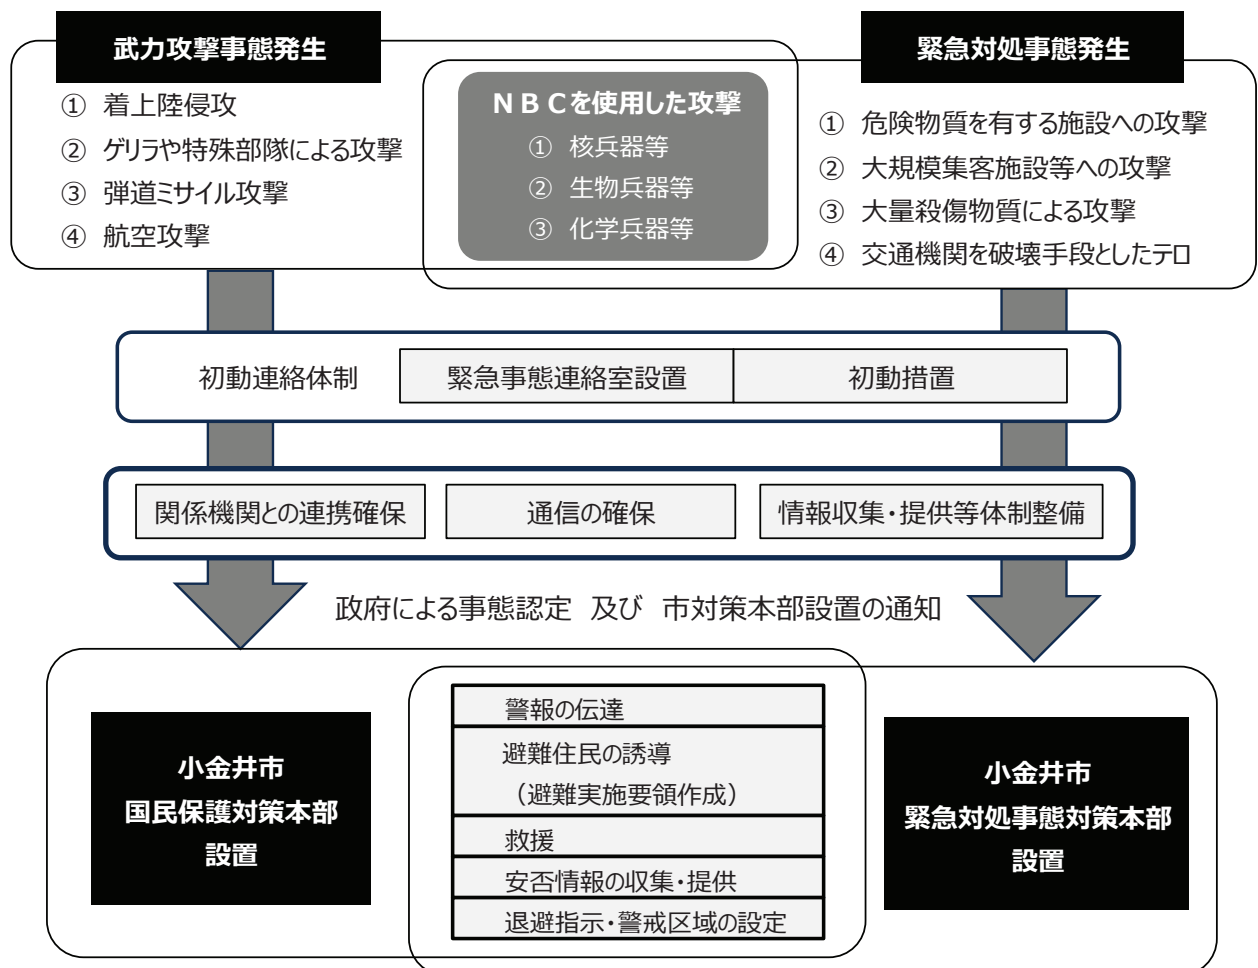 武力攻撃事態発生
① 着上陸侵攻
② ゲリラや特殊部隊による攻撃
③ 弾道ミサイル攻撃
④ 航空攻撃
NBCを使用した攻撃
① 核兵器等
② 生物兵器等
③ 化学兵器等
緊急対処事態発生
① 危険物質を有する施設への攻撃
② 大規模集客施設等への攻撃
③ 大量殺傷物質による攻撃
④ 交通機関を破壊手段としたテロ
初動連絡体制
緊急事態連絡室設置
初動措置
関係機関との連携確保
通信の確保
情報収集・提供等体制整備
政府による事態認定 及び 市対策本部設置の通知
小金井市
国民保護対策本部
設置
警報の伝達
避難住民の誘導
（避難実施要領作成）
救援
安否情報の収集・提供
退避指示・警戒区域の設定
小金井市
緊急対処事態対策本部
設置